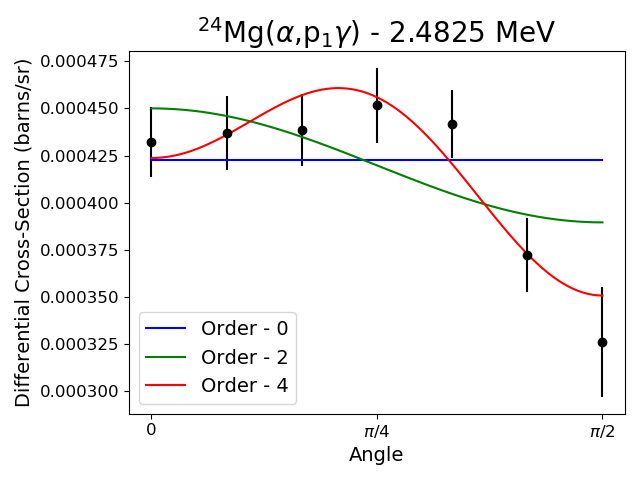 ²⁴Mg(α,p₁γ) - 2.4825 MeV
Differential Cross-Section (barns/sr)
0.000475
0.000450
0.000425
0.000400
0.000375
0.000350
0.000325
0.000300
Order - 0
Order - 2
Order - 4
0 π/4 π/2
Angle